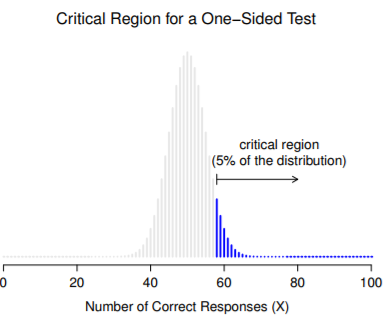 Critical Region for a One−Sided Test
critical region
(5% of the distribution)
0 20 40 60 80 100
Number of Correct Responses (X)